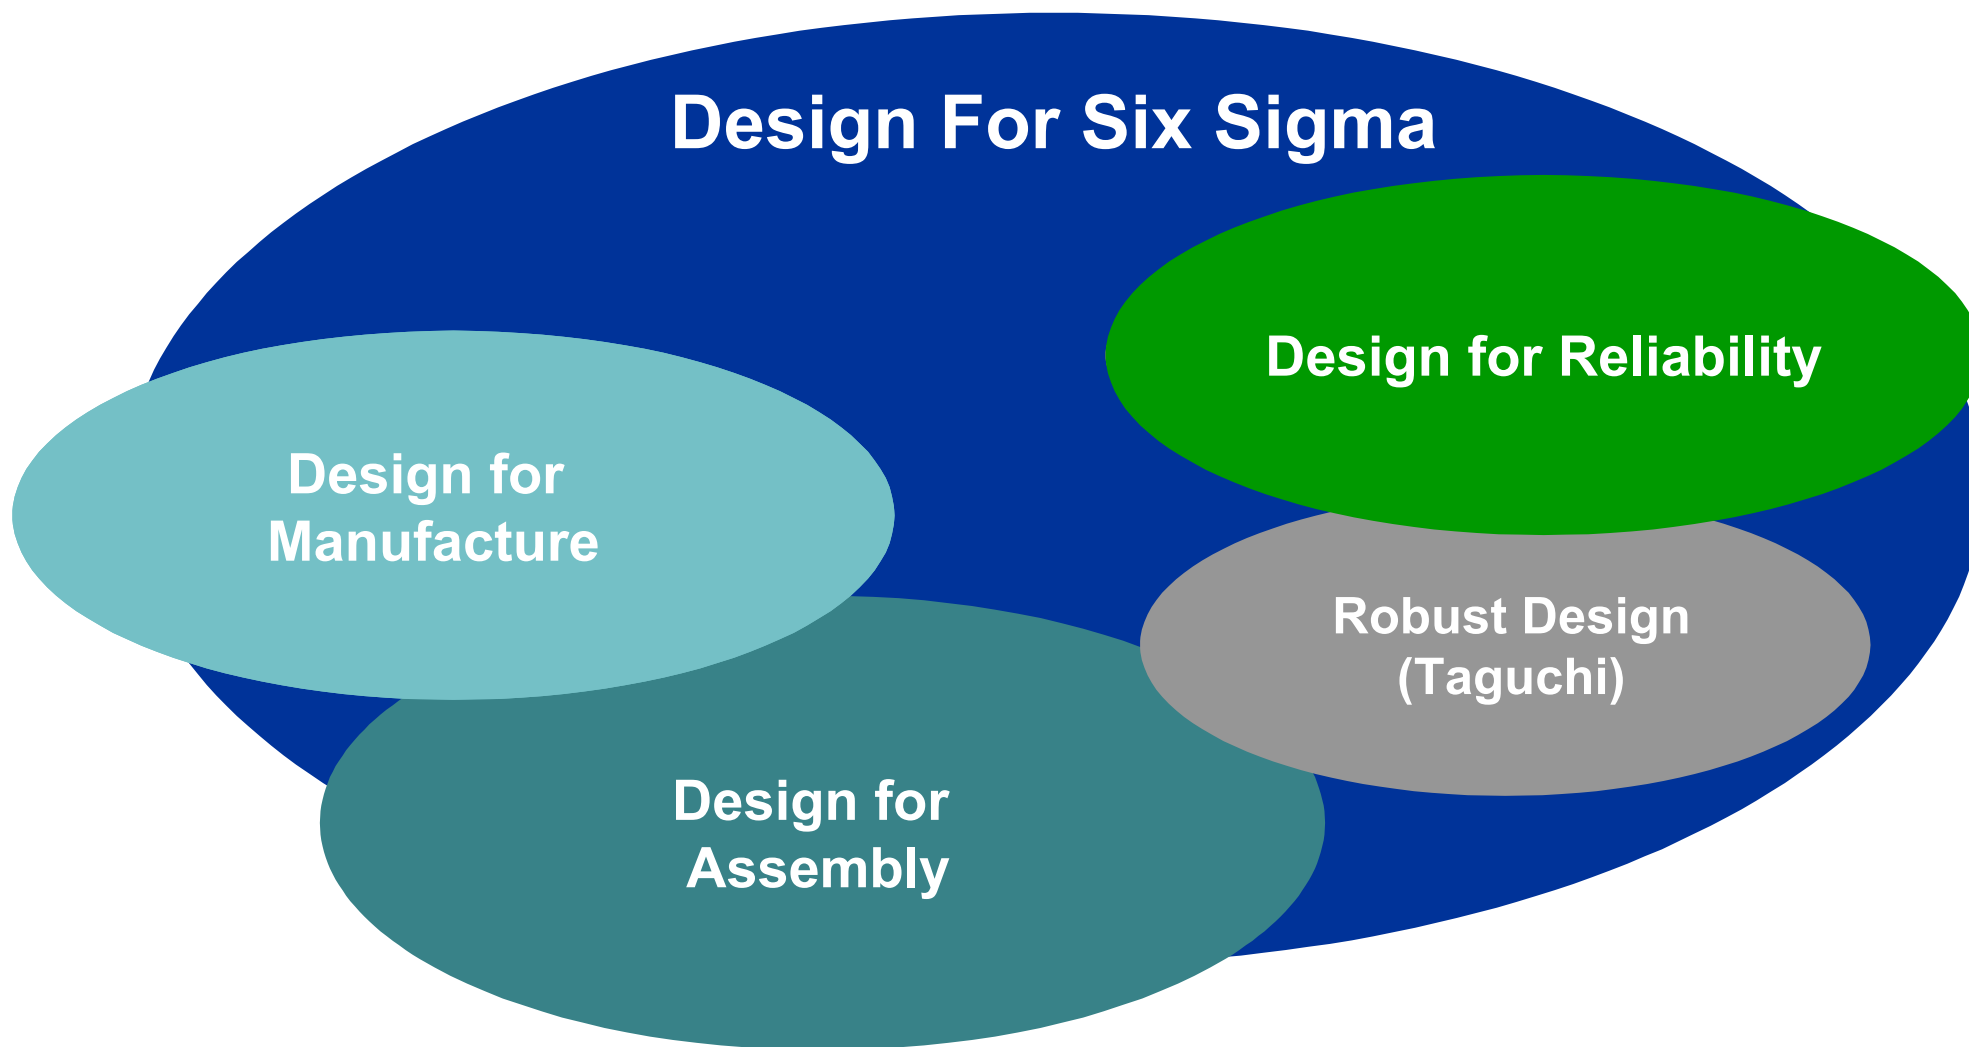 Design For Six Sigma
Design for Reliability
Design for
Manufacture
Robust Design
(Taguchi)
Design for
Assembly